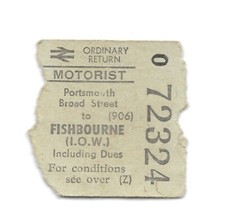 ORDINARY
RETURN
MOTORIST
Portsmouth
Broad Street
to (906)
FISHBOURNE
(I.O.W.)
Including Dues
For conditions
see over (Z)
0 72324